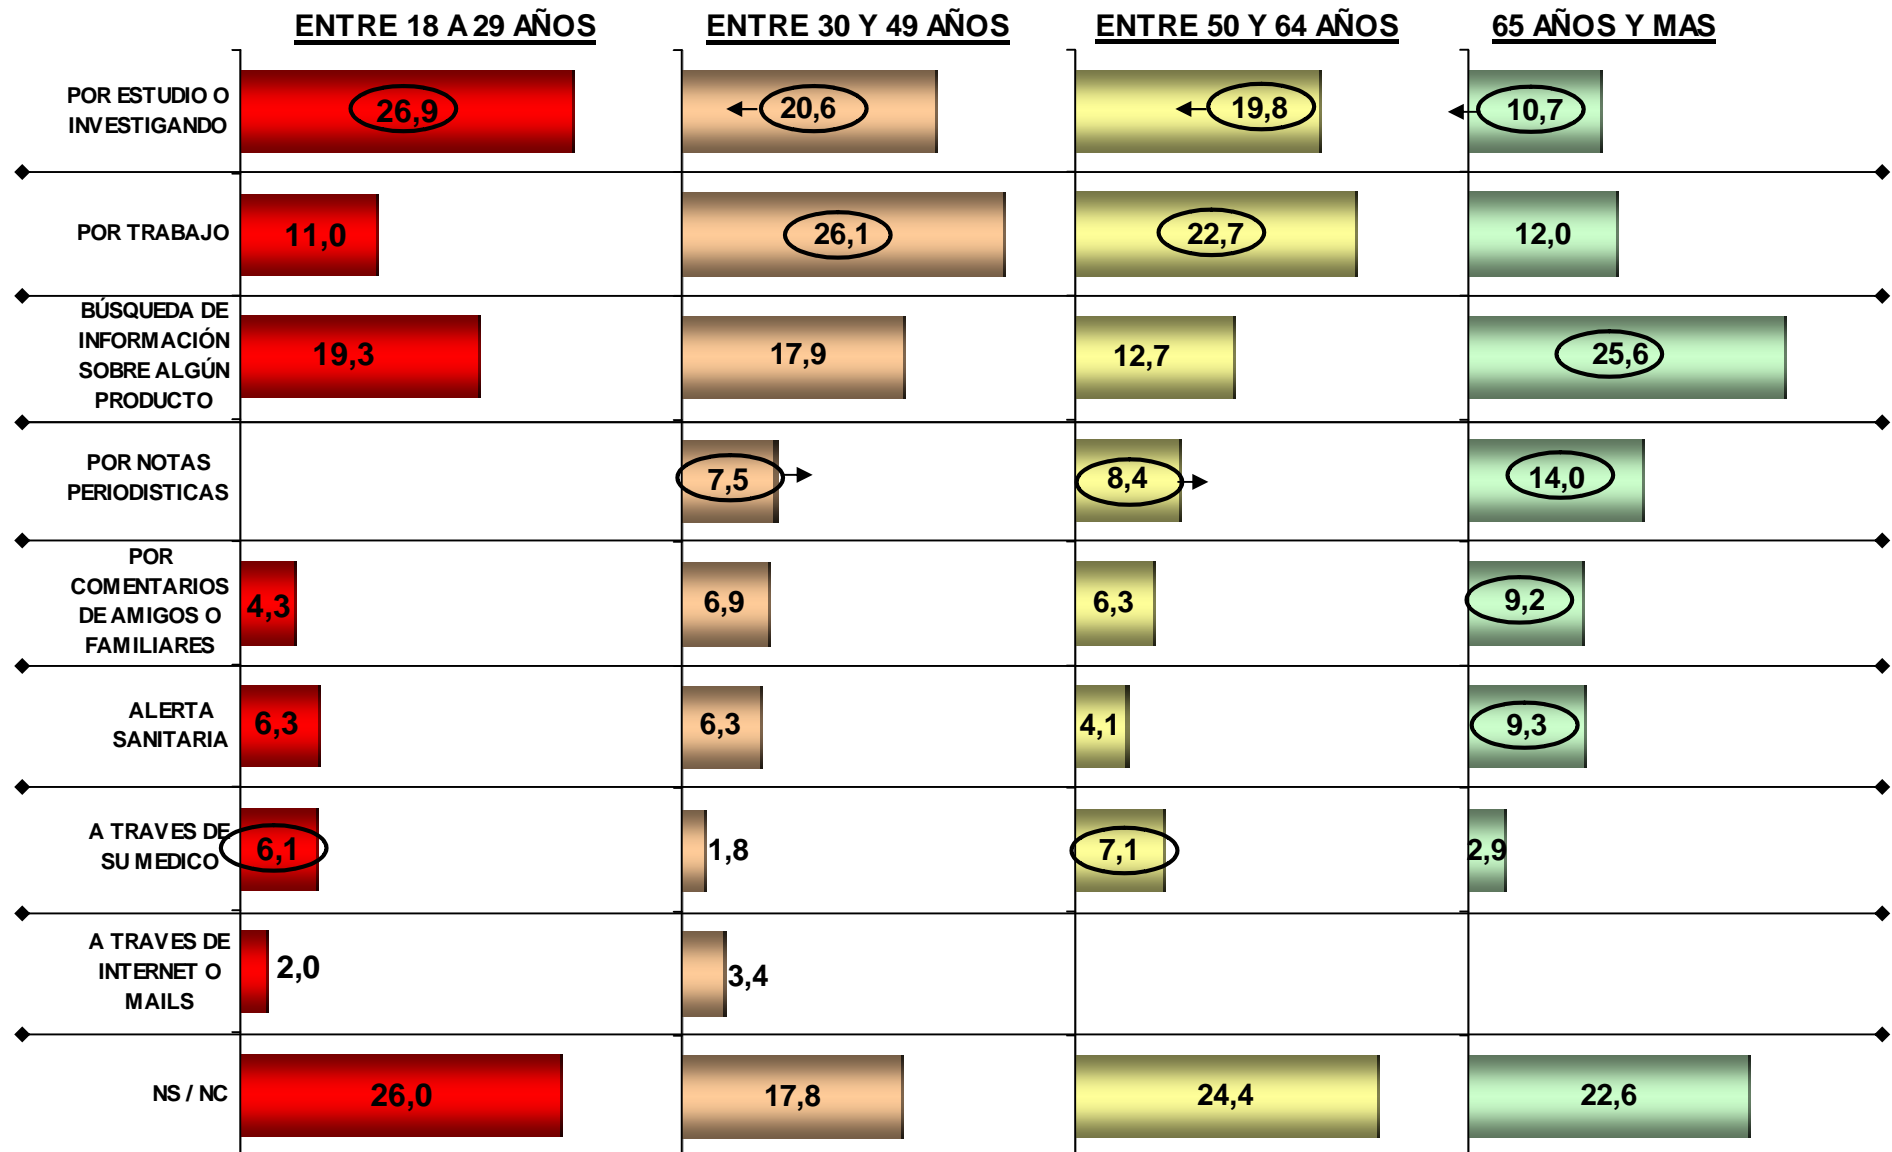 ENTRE 18 A 29 AÑOS ENTRE 30 Y 49 AÑOS ENTRE 50 Y 64 AÑOS 65 AÑOS Y MAS
POR ESTUDIO O
INVESTIGANDO
26,9 20,6 19,8 10,7
POR TRABAJO
11,0 26,1 22,7 12,0
BÚSQUEDA DE
INFORMACIÓN
SOBRE ALGÚN
PRODUCTO
19,3 17,9 12,7 25,6
POR NOTAS
PERIODISTICAS
7,5 8,4 14,0
POR
COMENTARIOS
DE AMIGOS O
FAMILIARES
4,3 6,9 6,3 9,2
ALERTA
SANITARIA
6,3 6,3 4,1 9,3
A TRAVES DE
SU MEDICO
6,1 1,8 7,1 2,9
A TRAVES DE
INTERNET O
MAILS
2,0 3,4
NS / NC
26,0 17,8 24,4 22,6